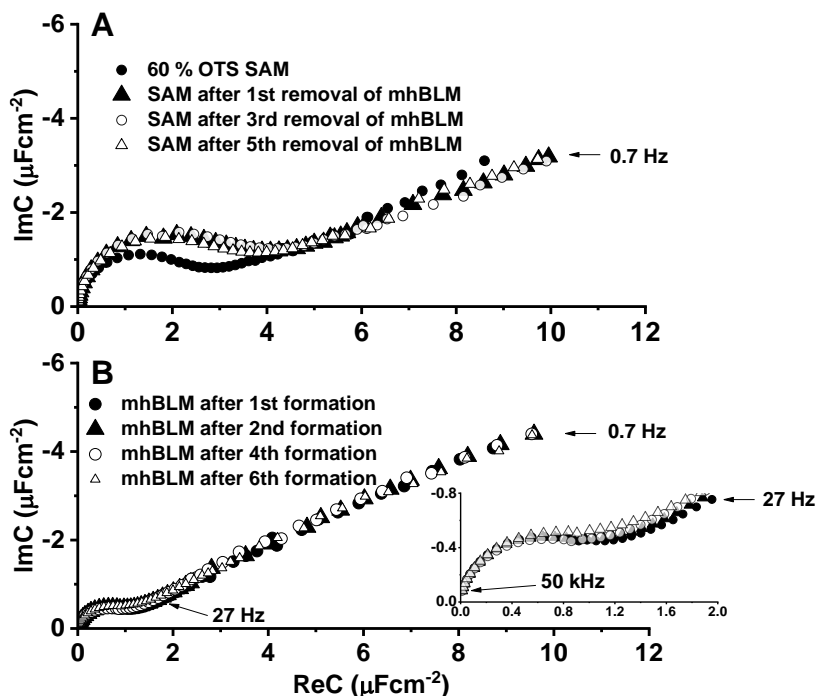 A
60 % OTS SAM
SAM after 1st removal of mhBLM
SAM after 3rd removal of mhBLM
SAM after 5th removal of mhBLM
0.7 Hz
ImC (μFcm⁻²)
-6
-4
-2
0
0 2 4 6 8 10 12
B
mhBLM after 1st formation
mhBLM after 2nd formation
mhBLM after 4th formation
mhBLM after 6th formation
0.7 Hz
27 Hz
ImC (μFcm⁻²)
-6
-4
-2
0
-0.8
-0.4
0.0
27 Hz
50 kHz
0.0 0.4 0.8 1.2 1.6 2.0
0 2 4 6 8 10 12
ReC (μFcm⁻²)